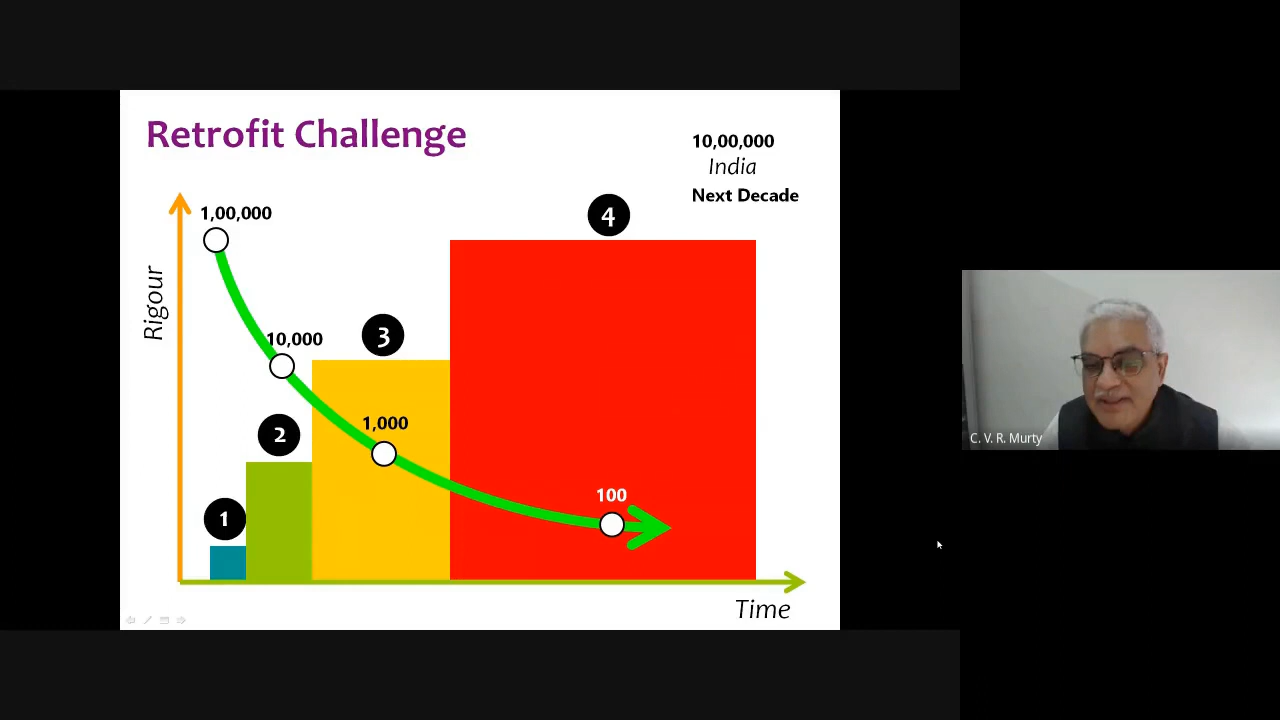 Retrofit Challenge
10,00,000
India
Next Decade
1,00,000
4
Rigour
10,000
3
1,000
2
100
1
Time
C. V. R. Murty